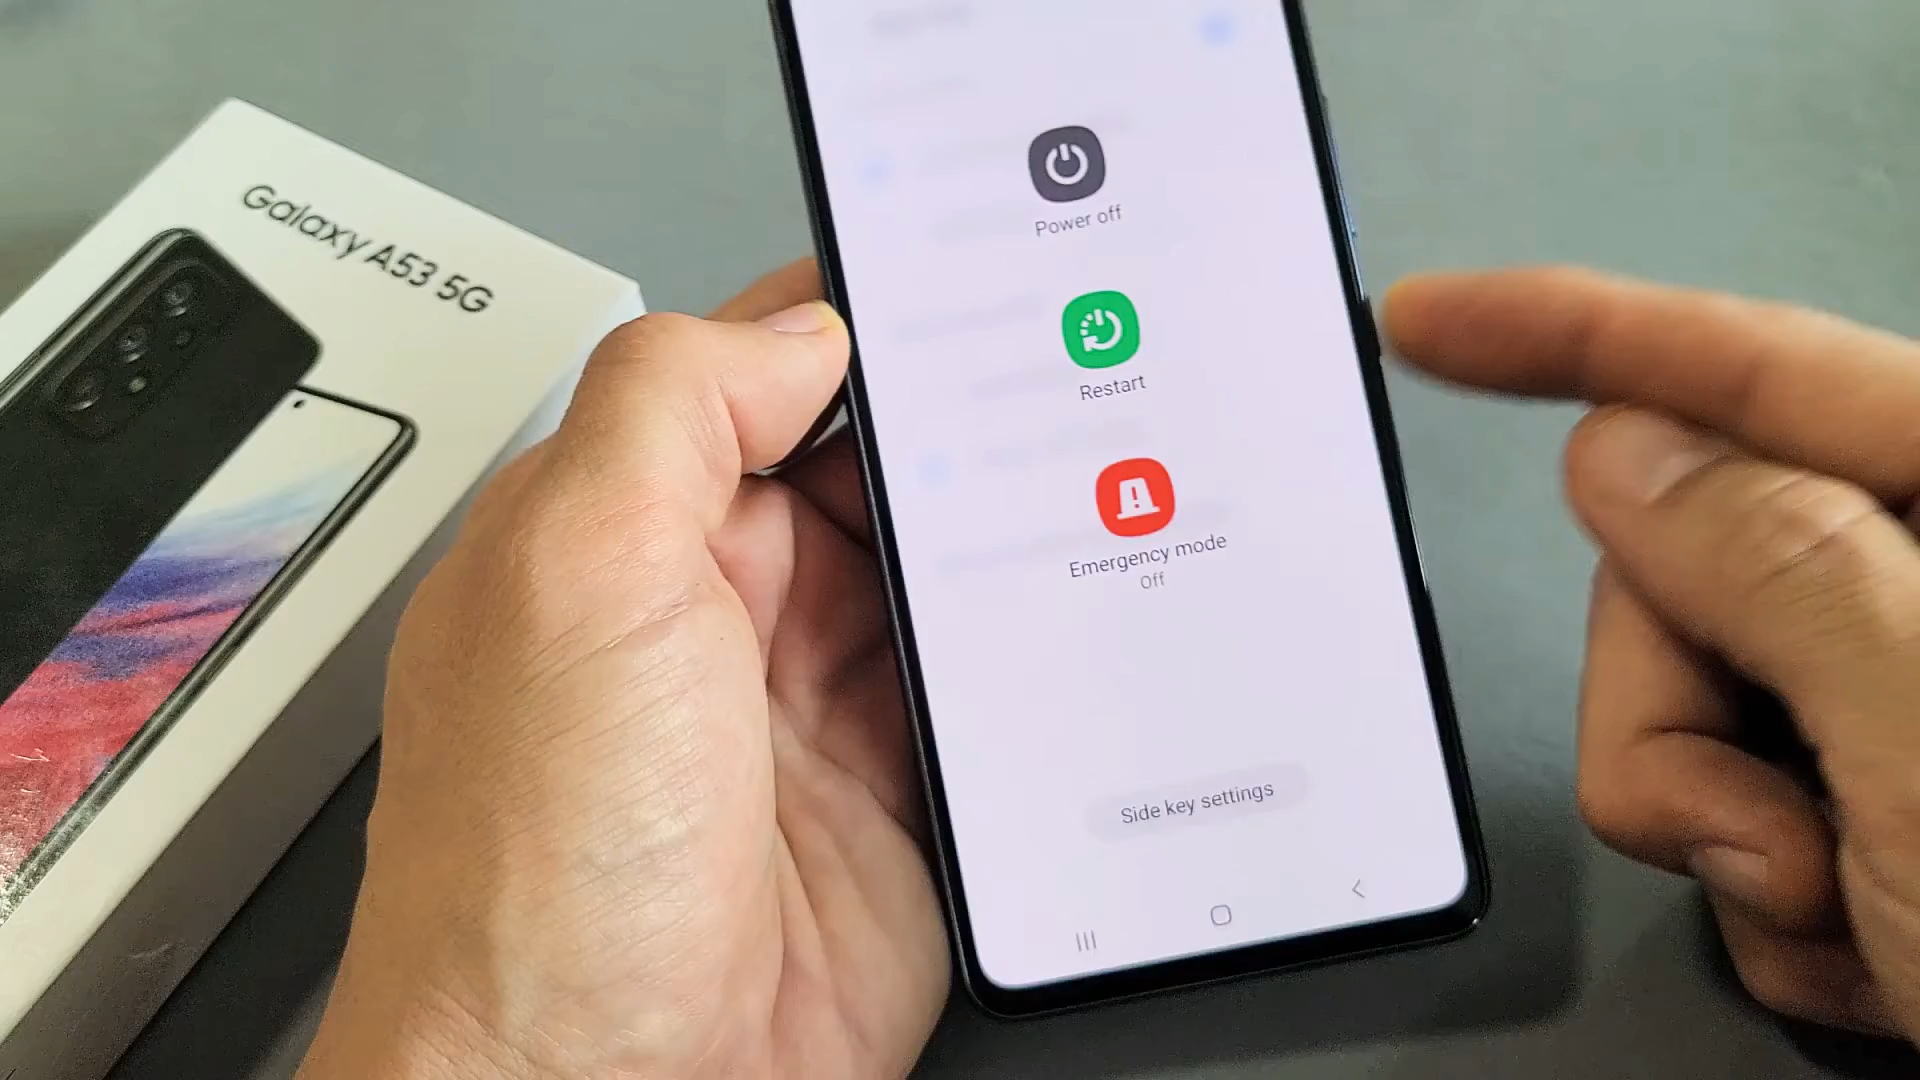 Galaxy A53 5G
Power off
Restart
Emergency mode
Off
Side key settings